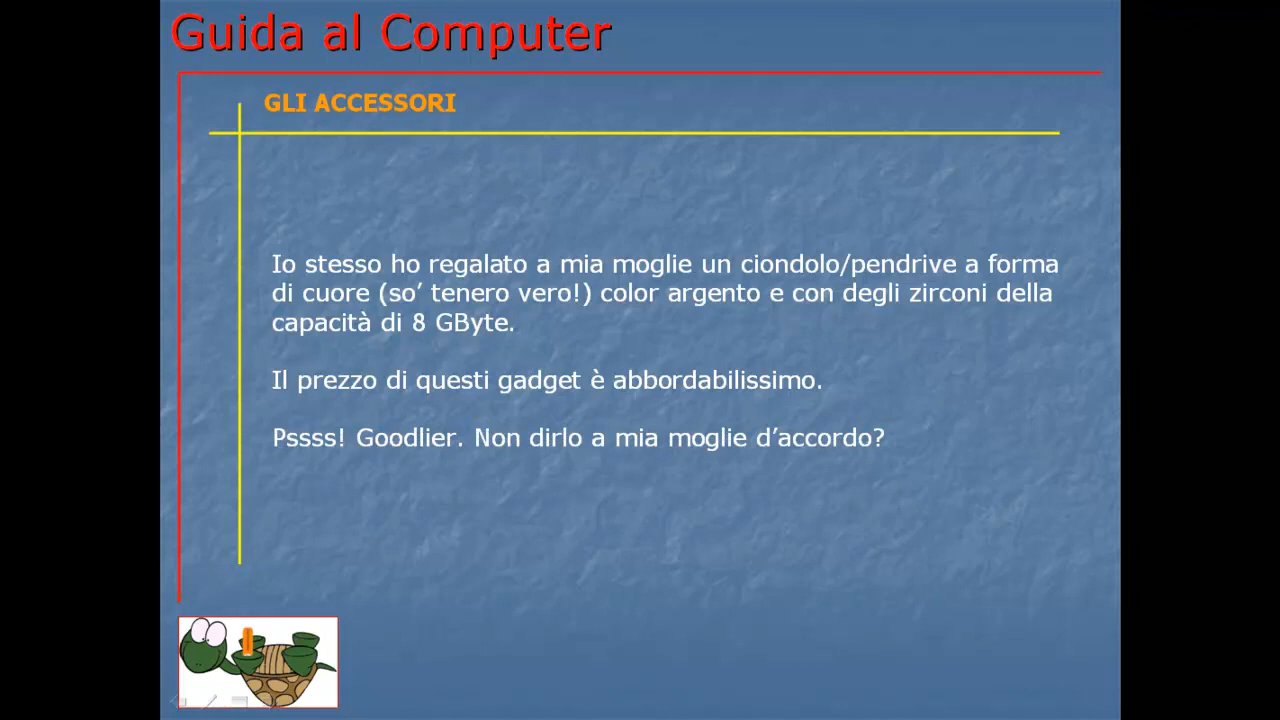 Guida al Computer
GLI ACCESSORI
Io stesso ho regalato a mia moglie un ciondolo/pendrive a forma
di cuore (so’ tenero vero!) color argento e con degli zirconi della
capacità di 8 GByte.
Il prezzo di questi gadget è abbordabilissimo.
Pssss! Goodlier. Non dirlo a mia moglie d’accordo?